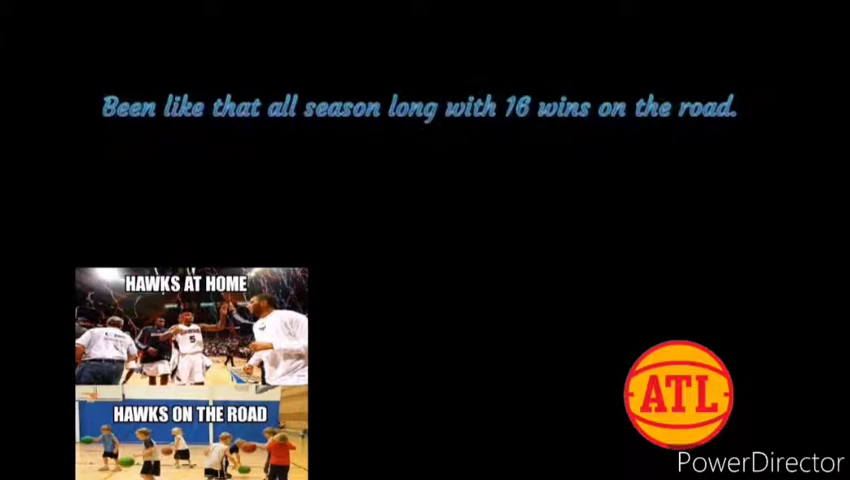 Been like that all season long with 16 wins on the road.
HAWKS AT HOME
5
HAWKS ON THE ROAD
ATL
PowerDirector